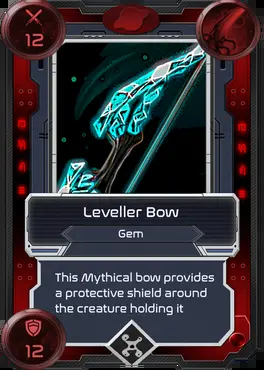 12
Leveller Bow
Gem
This Mythical bow provides
a protective shield around
the creature holding it
12